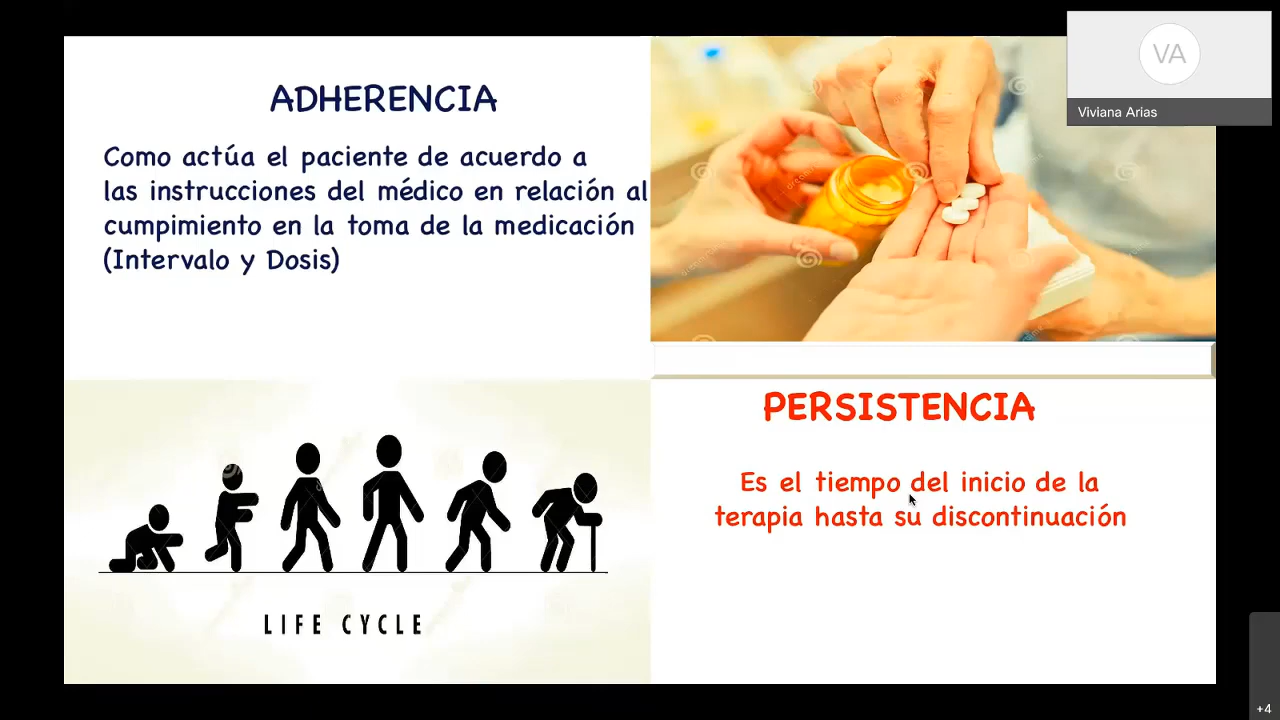 ADHERENCIA
Como actúa el paciente de acuerdo a
las instrucciones del médico en relación al
cumpimiento en la toma de la medicación
(Intervalo y Dosis)
VA
Viviana Arias
LIFE CYCLE
PERSISTENCIA
Es el tiempo del inicio de la
terapia hasta su discontinuación
+4